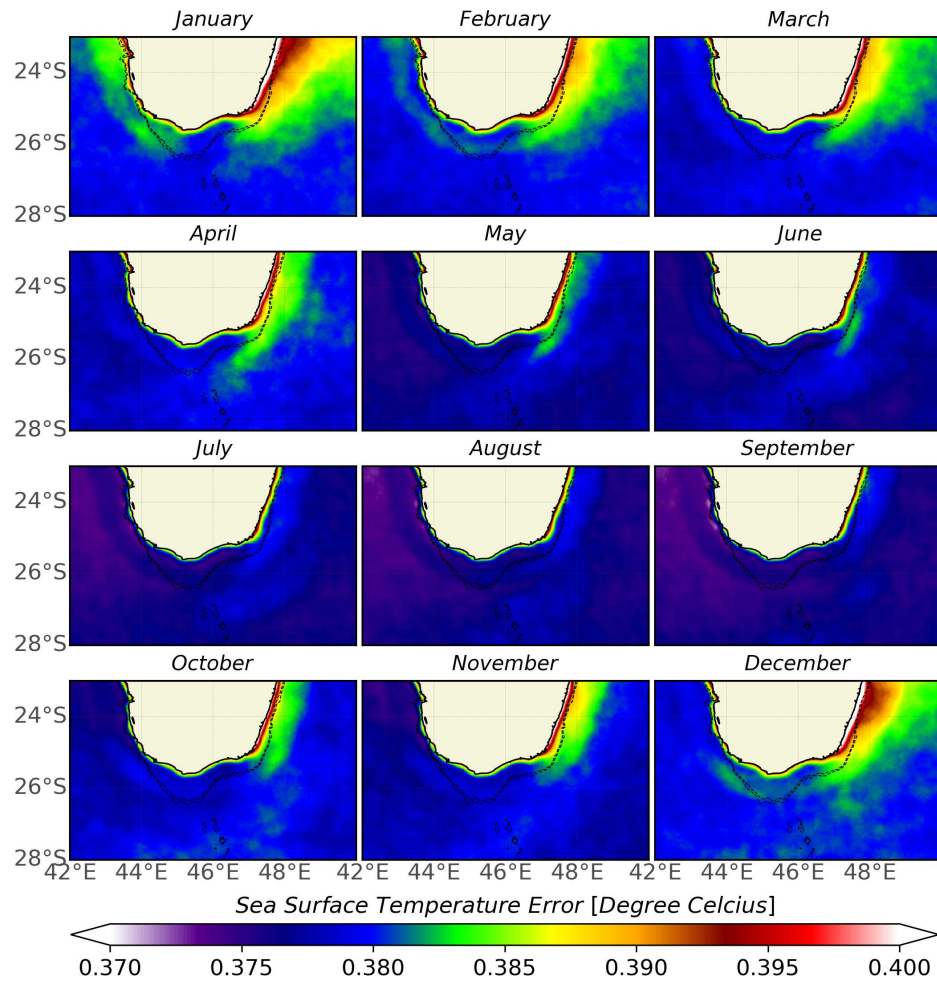 January February March
24°S
26°S
28°S
April May June
24°S
26°S
28°S
July August September
24°S
26°S
28°S
October November December
24°S
26°S
28°S
42°E 44°E 46°E 48°E 42°E 44°E 46°E 48°E 42°E 44°E 46°E 48°E
Sea Surface Temperature Error [Degree Celcius]
0.370 0.375 0.380 0.385 0.390 0.395 0.400